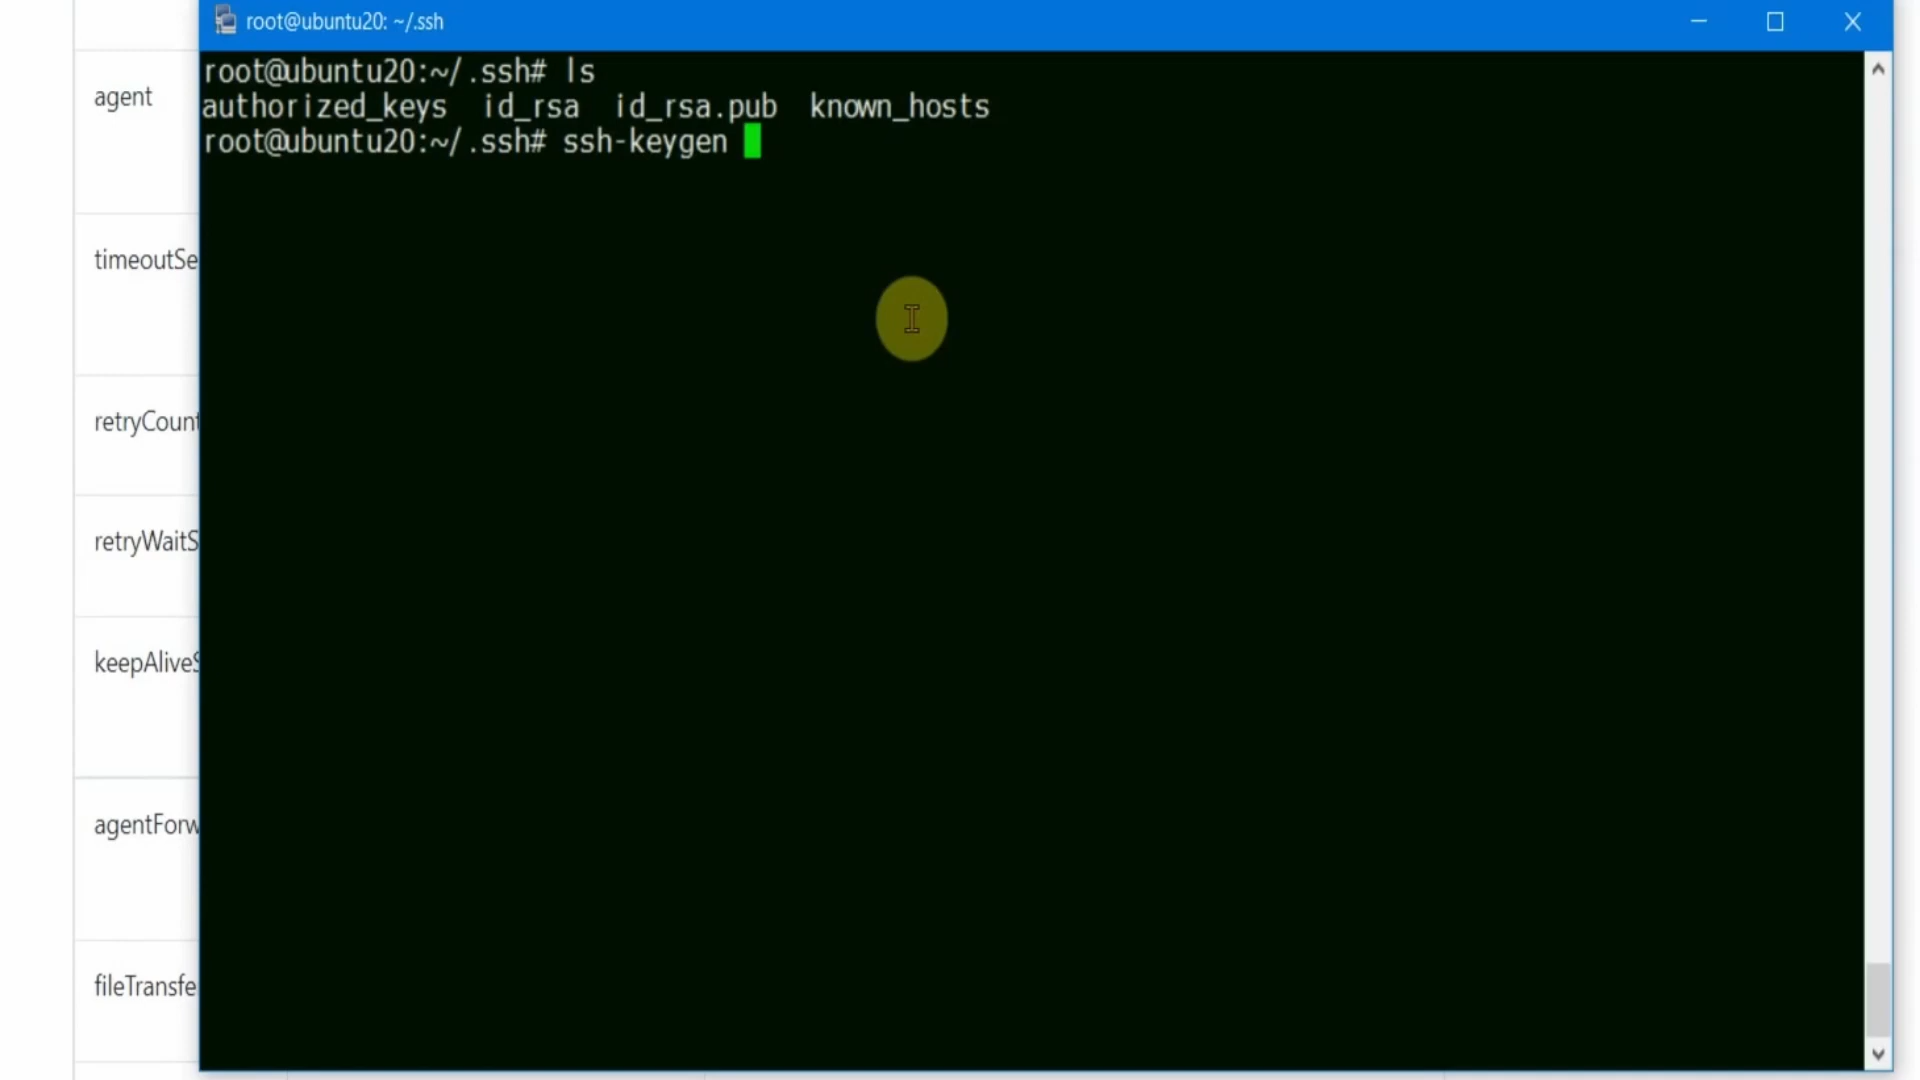 root@ubuntu20: ~/.ssh
root@ubuntu20:~/.ssh# ls
authorized_keys  id_rsa  id_rsa.pub  known_hosts
root@ubuntu20:~/.ssh# ssh-keygen
agent
timeoutSe
retryCount
retryWaitS
keepAliveS
agentForw
fileTransfe